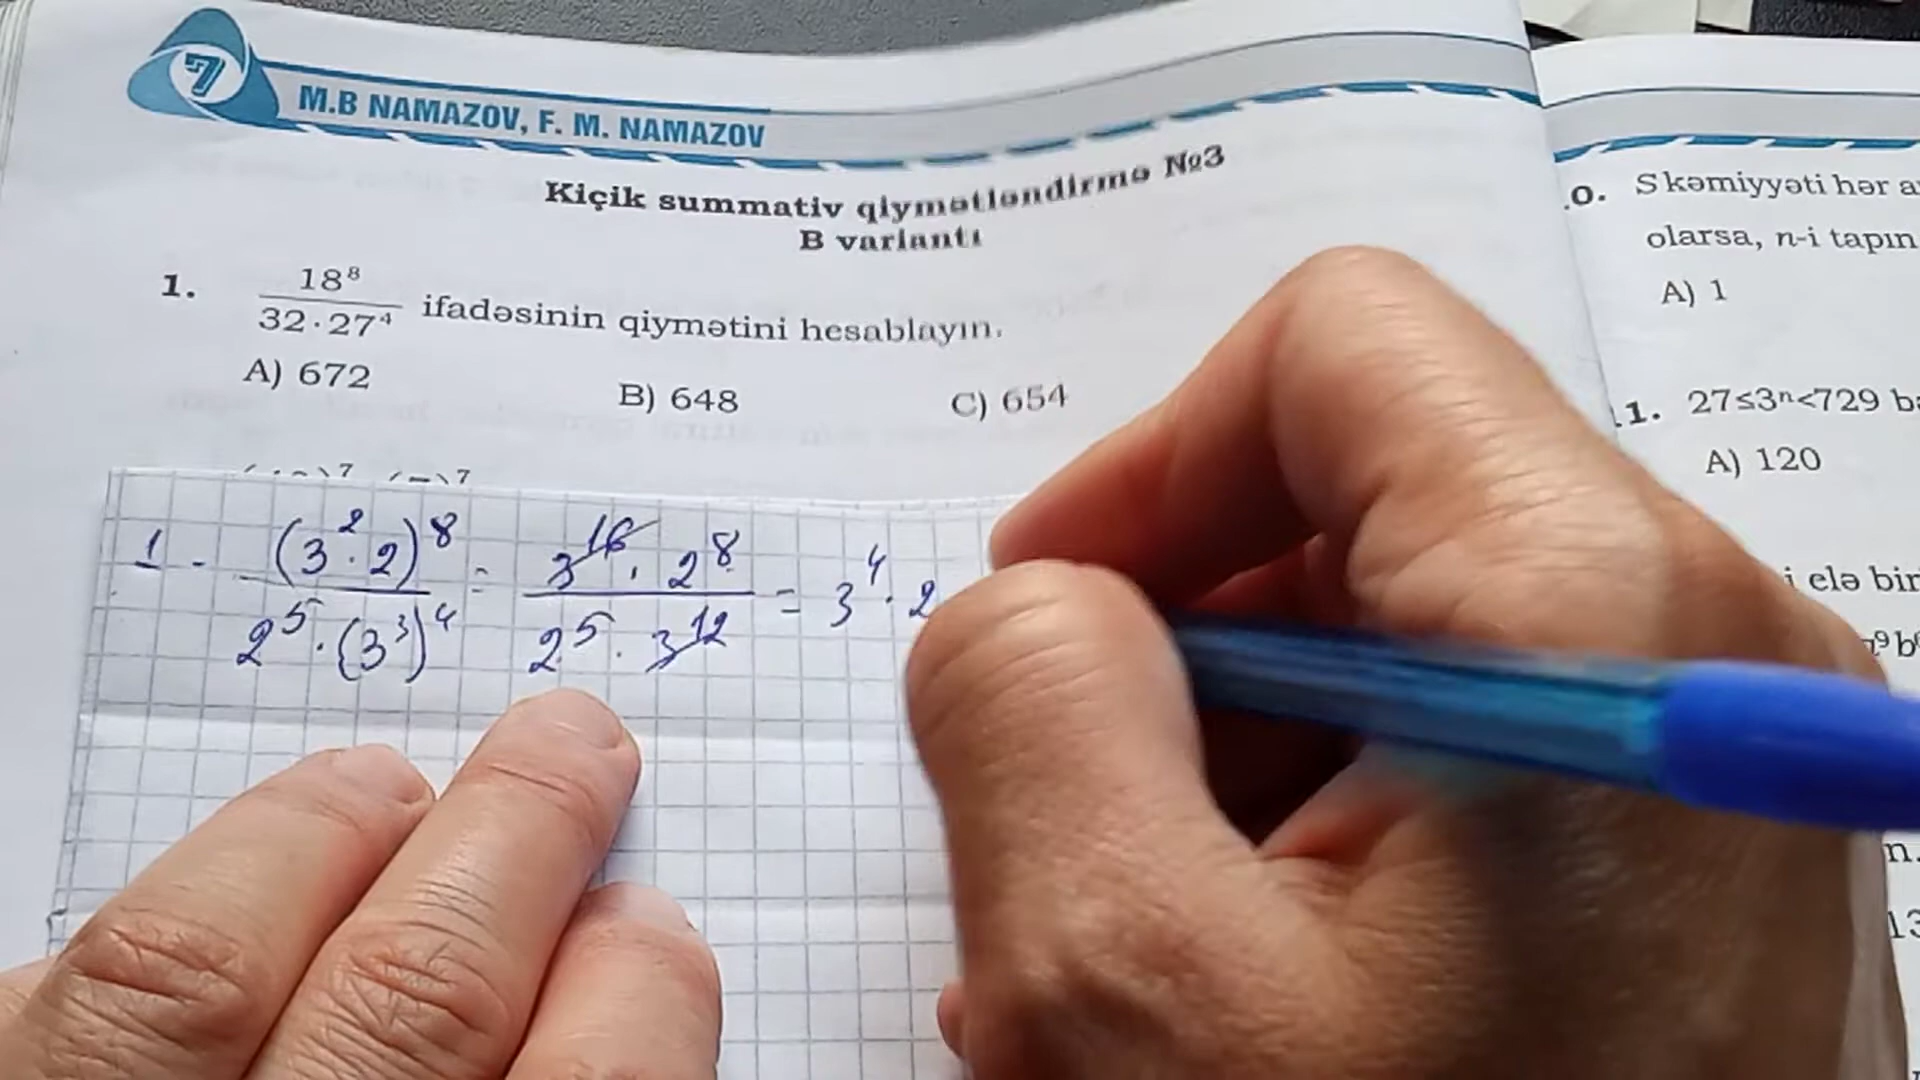 7
M.B NAMAZOV, F. M. NAMAZOV
Kiçik summativ qiymətləndirmə №3
B variantı
1. 18⁸ / 32·27⁴ ifadəsinin qiymətini hesablayın.
A) 672 B) 648 C) 654
1. (3²·2)⁸ / 2⁵·(3³)⁴ = 3¹⁶·2⁸ / 2⁵·3¹² = 3⁴·2
0. S kəmiyyəti hər
olarsa, n-i tapın
A) 1
1. 27≤3ⁿ<729
A) 120
elə bir